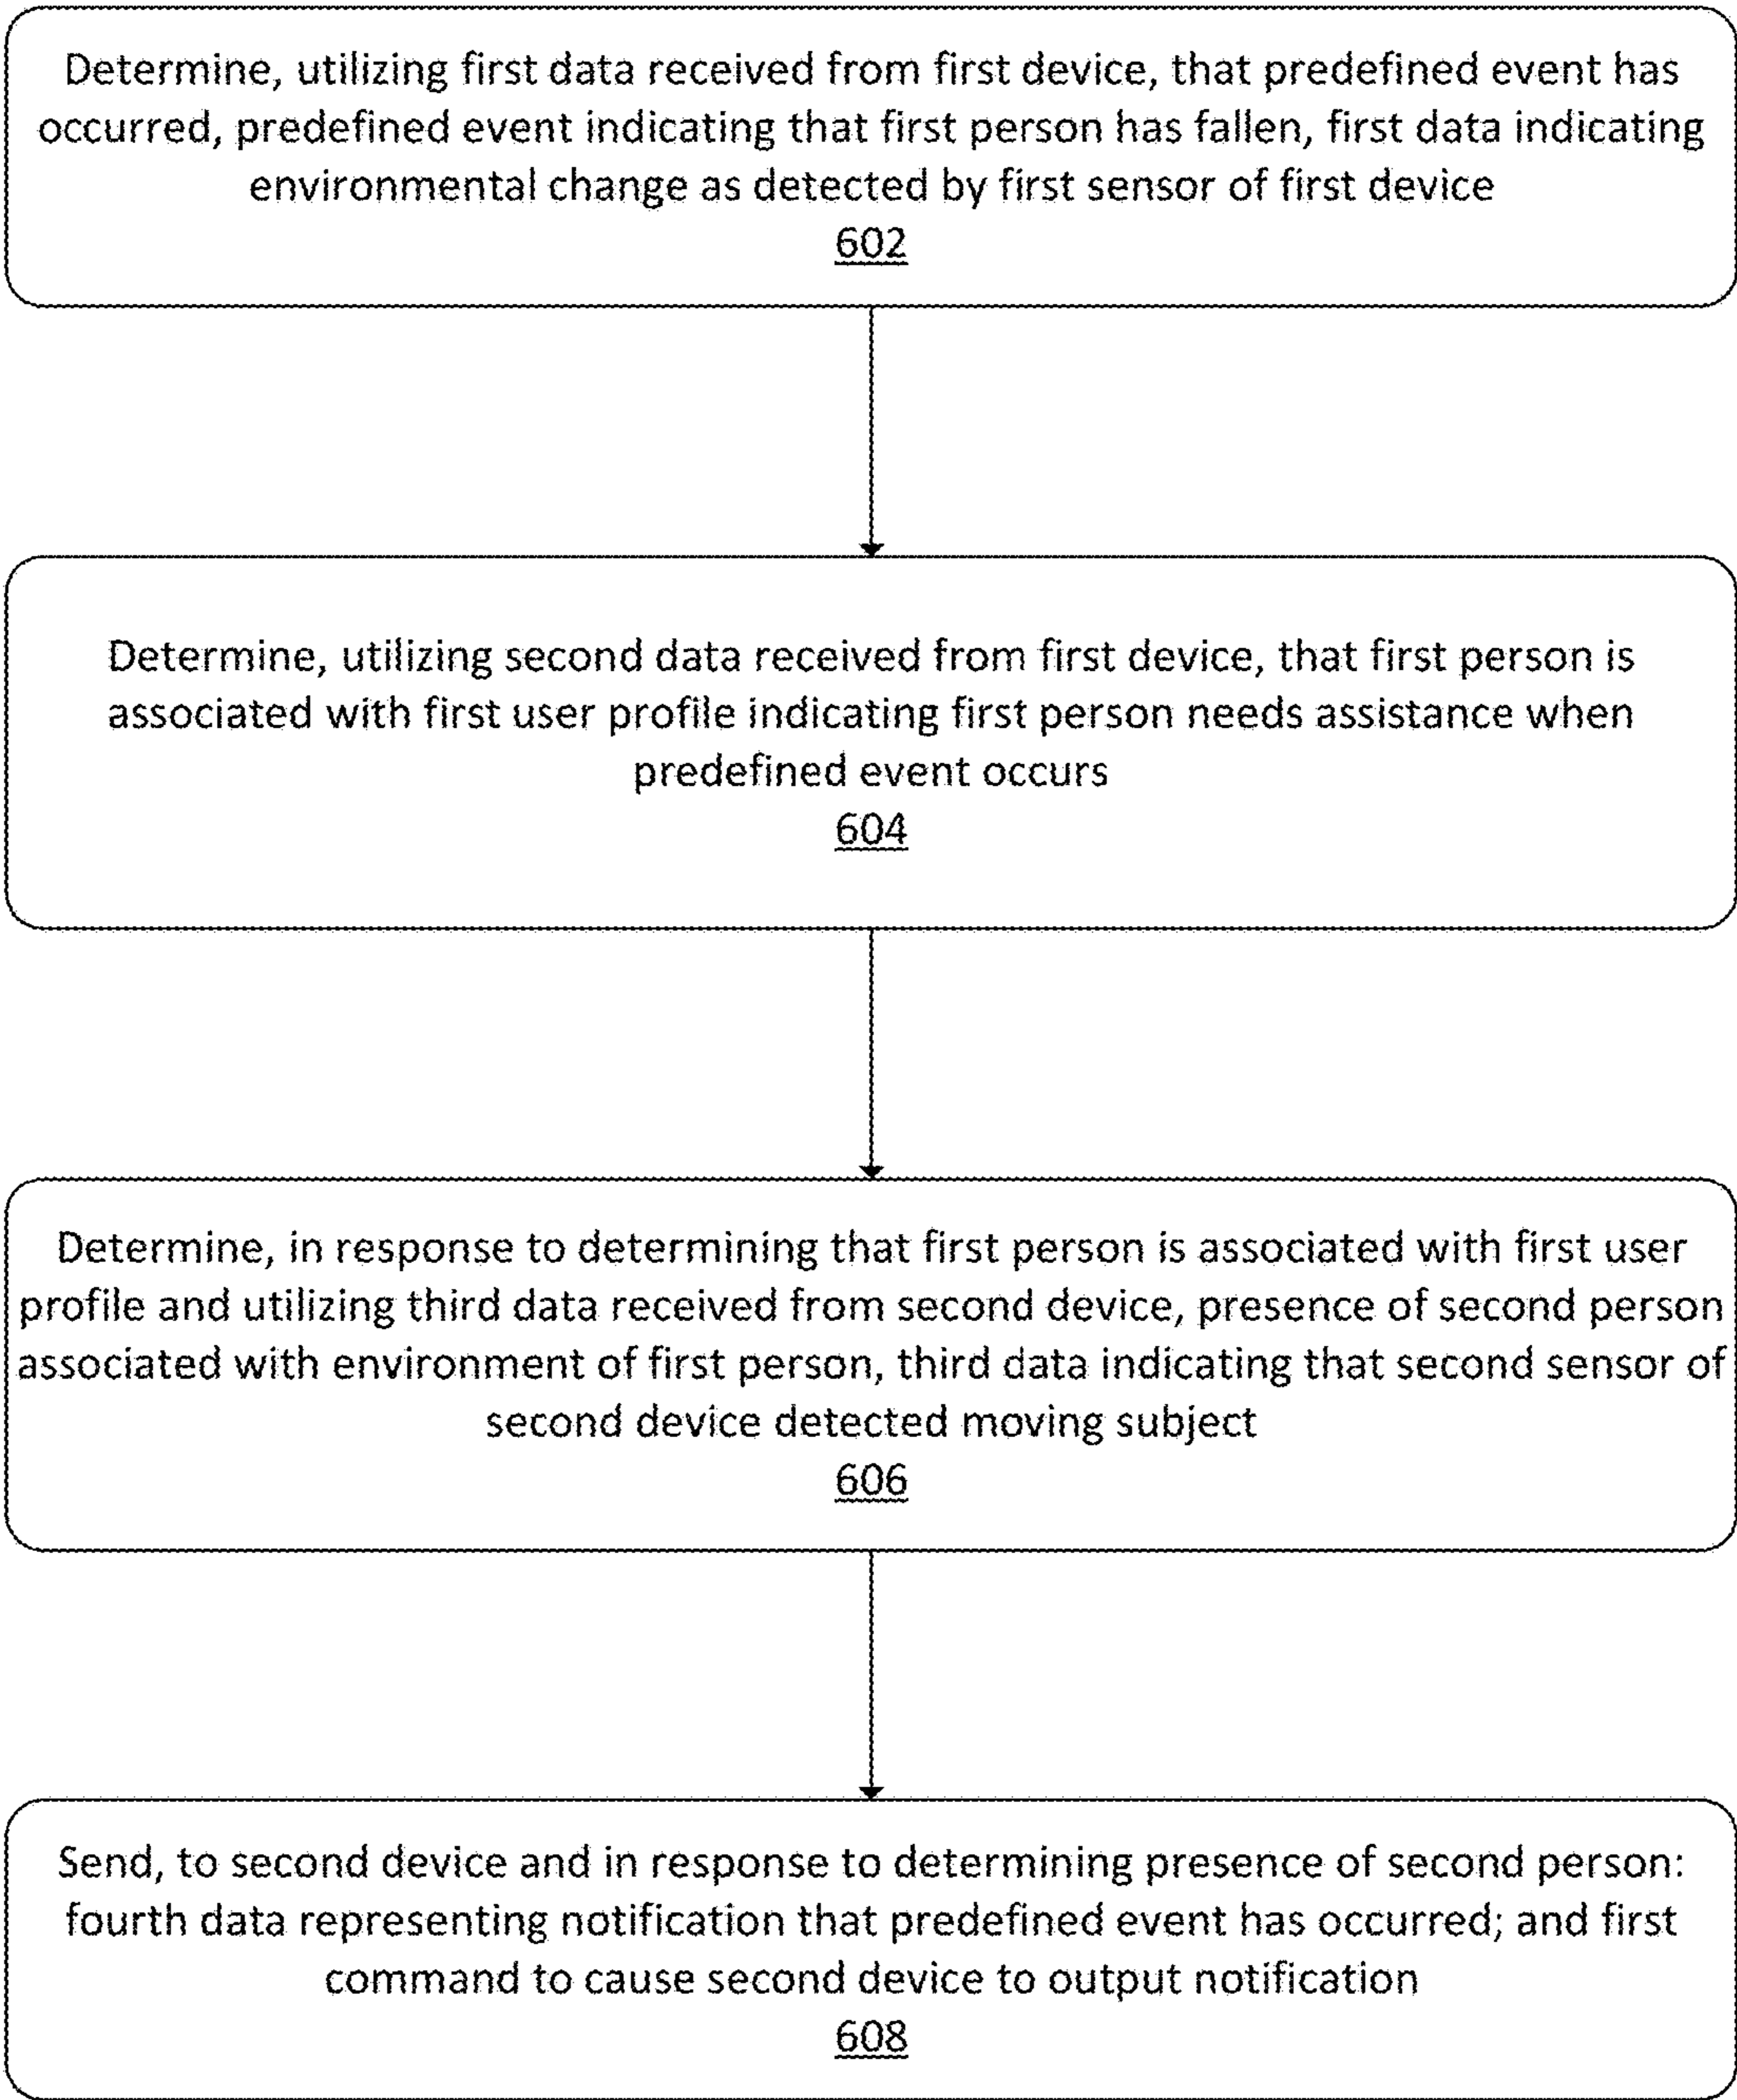 Determine, utilizing first data received from first device, that predefined event has
occurred, predefined event indicating that first person has fallen, first data indicating
environmental change as detected by first sensor of first device
602
Determine, utilizing second data received from first device, that first person is
associated with first user profile indicating first person needs assistance when
predefined event occurs
604
Determine, in response to determining that first person is associated with first user
profile and utilizing third data received from second device, presence of second person
associated with environment of first person, third data indicating that second sensor of
second device detected moving subject
606
Send, to second device and in response to determining presence of second person:
fourth data representing notification that predefined event has occurred; and first
command to cause second device to output notification
608